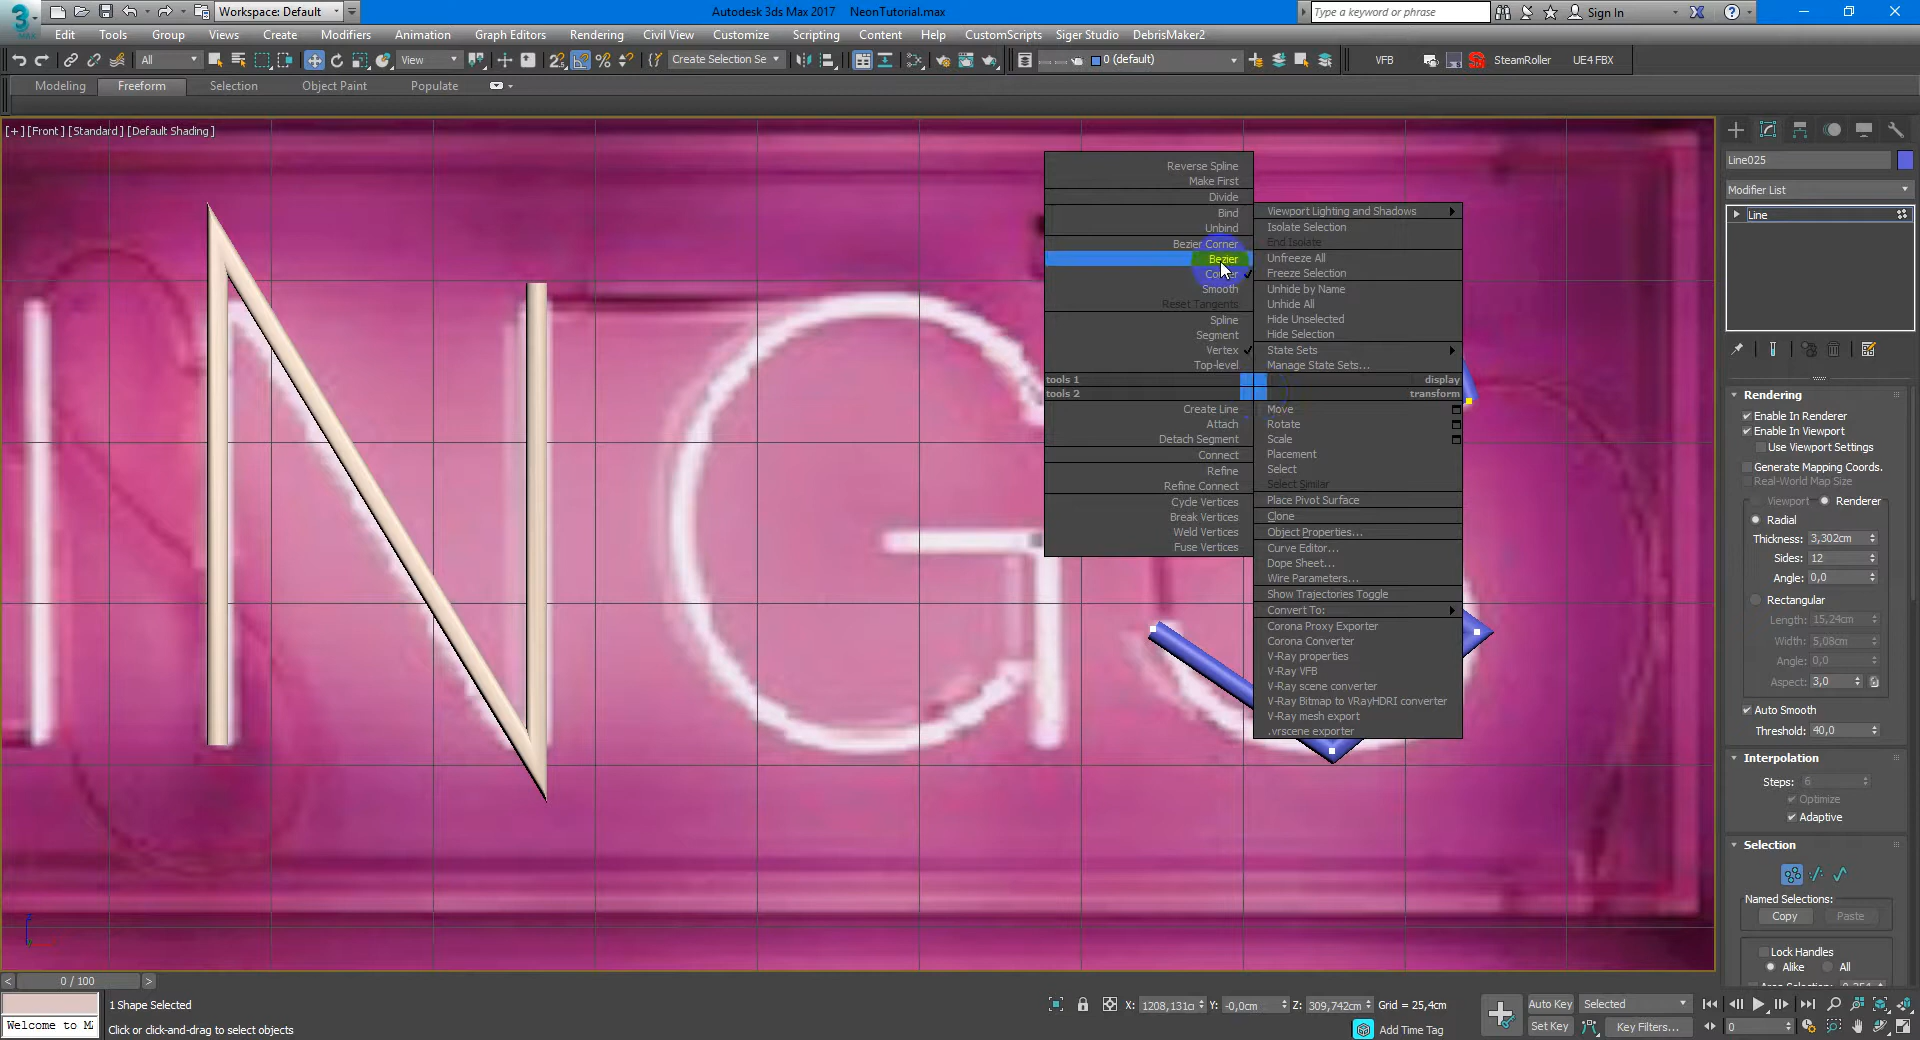 3
MAX
Workspace: Default
Autodesk 3ds Max 2017 NeonTutorial.max
Type a keyword or phrase
Sign In
Edit Tools Group Views Create Modifiers Animation Graph Editors Rendering Civil View Customize Scripting Content Help CustomScripts Siger Studio DebrisMaker2
All View Create Selection Se 0 (default) VFB SteamRoller UE4 FBX
Modeling Freeform Selection Object Paint Populate
[+] [Front] [Standard] [Default Shading]
Reverse Spline
Make First
Divide
Bind
Unbind
Bezier Corner
Bezier
Corner
Smooth
Reset Tangents
Spline
Segment
Vertex
Top-level
tools 1
tools 2
Create Line
Attach
Detach Segment
Connect
Refine
Refine Connect
Cycle Vertices
Break Vertices
Weld Vertices
Fuse Vertices
Viewport Lighting and Shadows
Isolate Selection
End Isolate
Unfreeze All
Freeze Selection
Unhide by Name
Unhide All
Hide Unselected
Hide Selection
State Sets
Manage State Sets...
display
transform
Move
Rotate
Scale
Placement
Select
Select Similar
Place Pivot Surface
Clone
Object Properties...
Curve Editor...
Dope Sheet...
Wire Parameters...
Show Trajectories Toggle
Convert To:
Corona Proxy Exporter
Corona Converter
V-Ray properties
V-Ray VFB
V-Ray scene converter
V-Ray Bitmap to VRayHDRI converter
V-Ray mesh export
.vrscene exporter
Line025
Modifier List
Line
Rendering
Enable In Renderer
Enable In Viewport
Use Viewport Settings
Generate Mapping Coords.
Real-World Map Size
Viewport Renderer
Radial
Thickness: 3,302cm
Sides: 12
Angle: 0,0
Rectangular
Length: 15,24cm
Width: 5,08cm
Angle: 0,0
Aspect: 3,0
Auto Smooth
Threshold: 40,0
Interpolation
Steps: 6
Optimize
Adaptive
Selection
Named Selections:
Copy Paste
Lock Handles
Alike All
0 / 100
1 Shape Selected
Welcome to M
Click or click-and-drag to select objects
X: 1208,131c Y: -0,0cm Z: 309,742cm Grid = 25,4cm
Add Time Tag
Auto Key Selected
Set Key Key Filters...
0